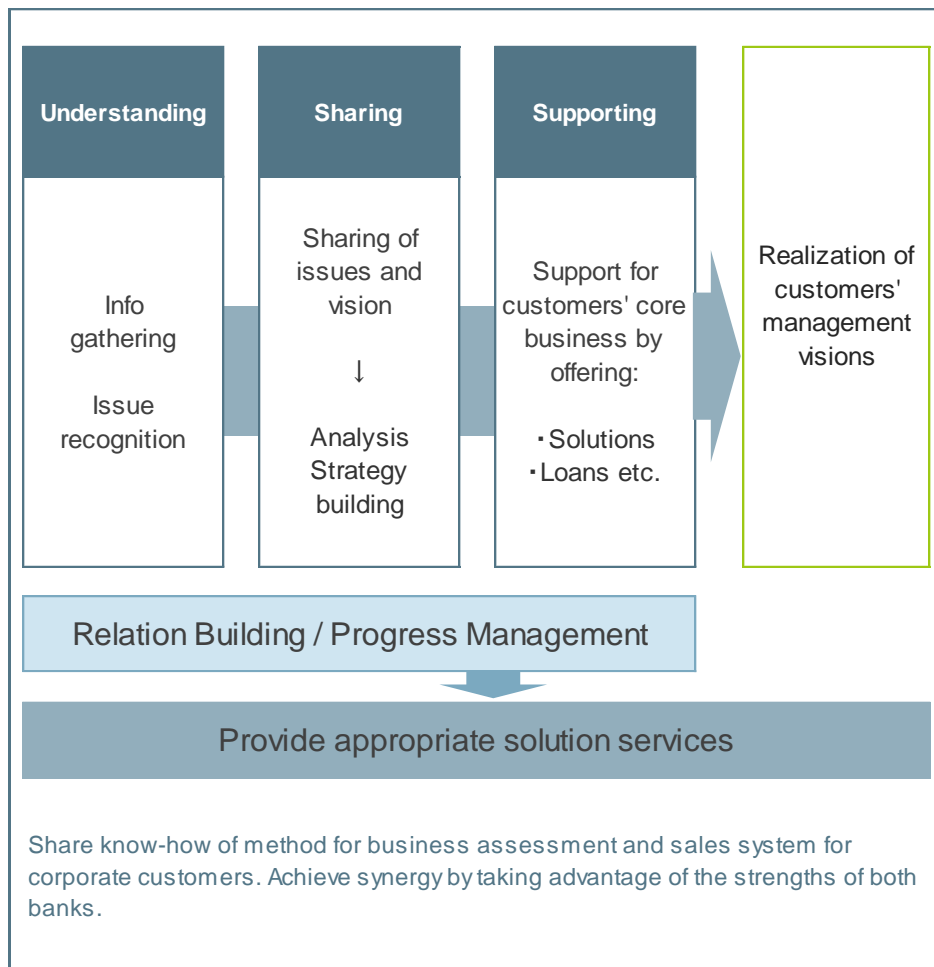 Understanding
Info
gathering
Issue
recognition
Sharing
Sharing of
issues and
vision
↓
Analysis
Strategy
building
Supporting
Support for
customers' core
business by
offering:
・Solutions
・Loans etc.
Realization of
customers'
management
visions
Relation Building / Progress Management
Provide appropriate solution services
Share know-how of method for business assessment and sales system for
corporate customers. Achieve synergy by taking advantage of the strengths of both
banks.